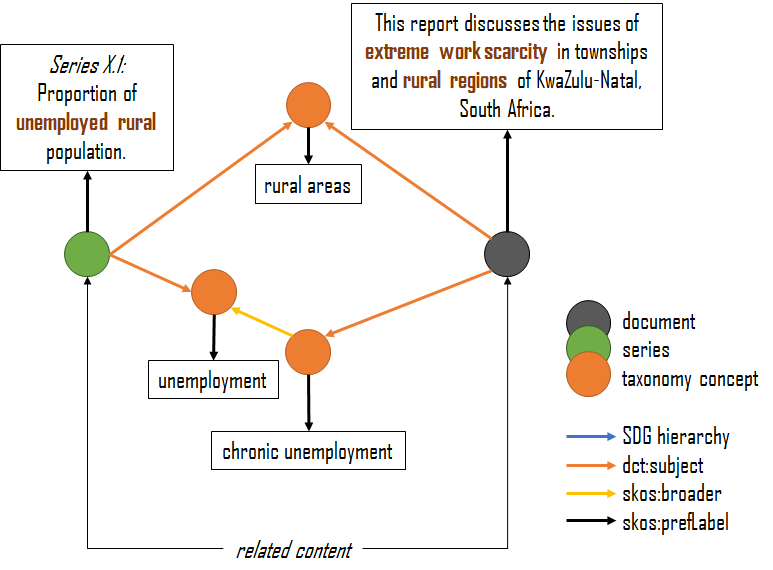 This report discusses the issues of
extreme work scarcity in townships
and rural regions of KwaZulu-Natal,
South Africa.
Series X.1:
Proportion of
unemployed rural
population.
rural areas
unemployment
chronic unemployment
related content
document
series
taxonomy concept
SDG hierarchy
dct:subject
skos:broader
skos:prefLabel